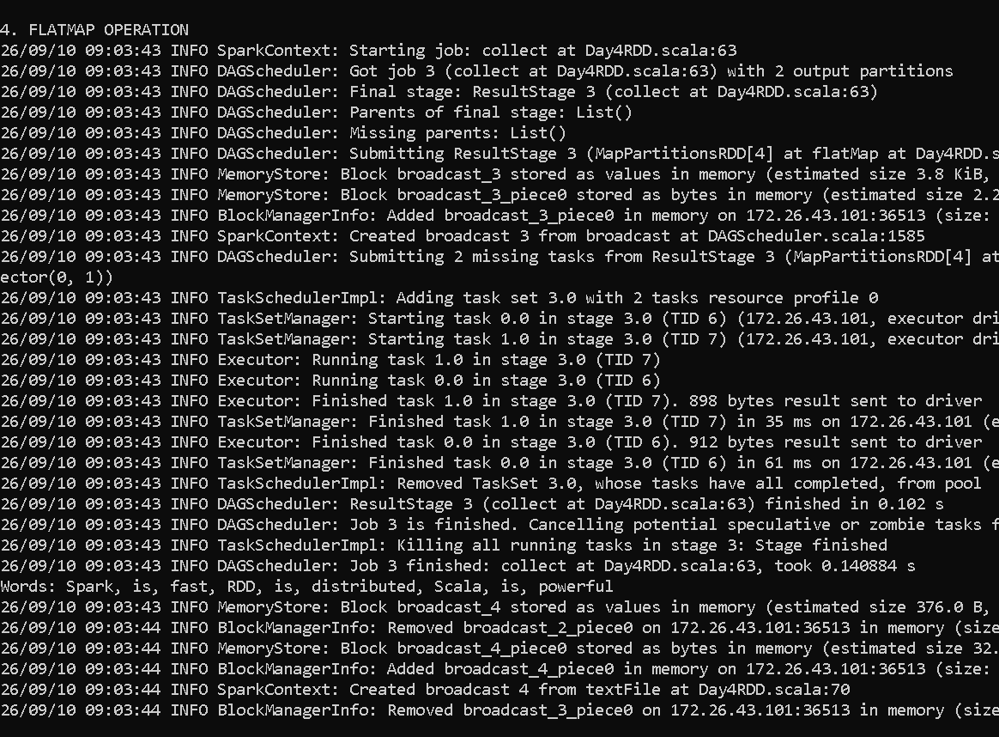 4. FLATMAP OPERATION
26/09/10 09:03:43 INFO SparkContext: Starting job: collect at Day4RDD.scala:63
26/09/10 09:03:43 INFO DAGScheduler: Got job 3 (collect at Day4RDD.scala:63) with 2 output partitions
26/09/10 09:03:43 INFO DAGScheduler: Final stage: ResultStage 3 (collect at Day4RDD.scala:63)
26/09/10 09:03:43 INFO DAGScheduler: Parents of final stage: List()
26/09/10 09:03:43 INFO DAGScheduler: Missing parents: List()
26/09/10 09:03:43 INFO DAGScheduler: Submitting ResultStage 3 (MapPartitionsRDD[4] at flatMap at Day4RDD.s
26/09/10 09:03:43 INFO MemoryStore: Block broadcast_3 stored as values in memory (estimated size 3.8 KiB,
26/09/10 09:03:43 INFO MemoryStore: Block broadcast_3_piece0 stored as bytes in memory (estimated size 2.2
26/09/10 09:03:43 INFO BlockManagerInfo: Added broadcast_3_piece0 in memory on 172.26.43.101:36513 (size:
26/09/10 09:03:43 INFO SparkContext: Created broadcast 3 from broadcast at DAGScheduler.scala:1585
26/09/10 09:03:43 INFO DAGScheduler: Submitting 2 missing tasks from ResultStage 3 (MapPartitionsRDD[4] at
ector(0, 1))
26/09/10 09:03:43 INFO TaskSchedulerImpl: Adding task set 3.0 with 2 tasks resource profile 0
26/09/10 09:03:43 INFO TaskSetManager: Starting task 0.0 in stage 3.0 (TID 6) (172.26.43.101, executor dri
26/09/10 09:03:43 INFO TaskSetManager: Starting task 1.0 in stage 3.0 (TID 7) (172.26.43.101, executor dri
26/09/10 09:03:43 INFO Executor: Running task 1.0 in stage 3.0 (TID 7)
26/09/10 09:03:43 INFO Executor: Running task 0.0 in stage 3.0 (TID 6)
26/09/10 09:03:43 INFO Executor: Finished task 1.0 in stage 3.0 (TID 7). 898 bytes result sent to driver
26/09/10 09:03:43 INFO TaskSetManager: Finished task 1.0 in stage 3.0 (TID 7) in 35 ms on 172.26.43.101 (e
26/09/10 09:03:43 INFO Executor: Finished task 0.0 in stage 3.0 (TID 6). 912 bytes result sent to driver
26/09/10 09:03:43 INFO TaskSetManager: Finished task 0.0 in stage 3.0 (TID 6) in 61 ms on 172.26.43.101 (e
26/09/10 09:03:43 INFO TaskSchedulerImpl: Removed TaskSet 3.0, whose tasks have all completed, from pool
26/09/10 09:03:43 INFO DAGScheduler: ResultStage 3 (collect at Day4RDD.scala:63) finished in 0.102 s
26/09/10 09:03:43 INFO DAGScheduler: Job 3 is finished. Cancelling potential speculative or zombie tasks f
26/09/10 09:03:43 INFO TaskSchedulerImpl: Killing all running tasks in stage 3: Stage finished
26/09/10 09:03:43 INFO DAGScheduler: Job 3 finished: collect at Day4RDD.scala:63, took 0.140884 s
Words: Spark, is, fast, RDD, is, distributed, Scala, is, powerful
26/09/10 09:03:43 INFO MemoryStore: Block broadcast_4 stored as values in memory (estimated size 376.0 B,
26/09/10 09:03:44 INFO BlockManagerInfo: Removed broadcast_2_piece0 on 172.26.43.101:36513 in memory (size
26/09/10 09:03:44 INFO MemoryStore: Block broadcast_4_piece0 stored as bytes in memory (estimated size 32.
26/09/10 09:03:44 INFO BlockManagerInfo: Added broadcast_4_piece0 in memory on 172.26.43.101:36513 (size:
26/09/10 09:03:44 INFO SparkContext: Created broadcast 4 from textFile at Day4RDD.scala:70
26/09/10 09:03:44 INFO BlockManagerInfo: Removed broadcast_3_piece0 on 172.26.43.101:36513 in memory (size